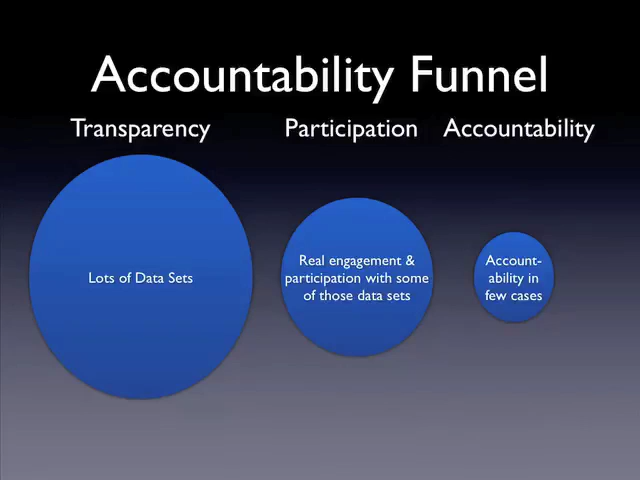 Accountability Funnel
Transparency
Participation
Accountability
Lots of Data Sets
Real engagement &
participation with some
of those data sets
Account-
ability in
few cases